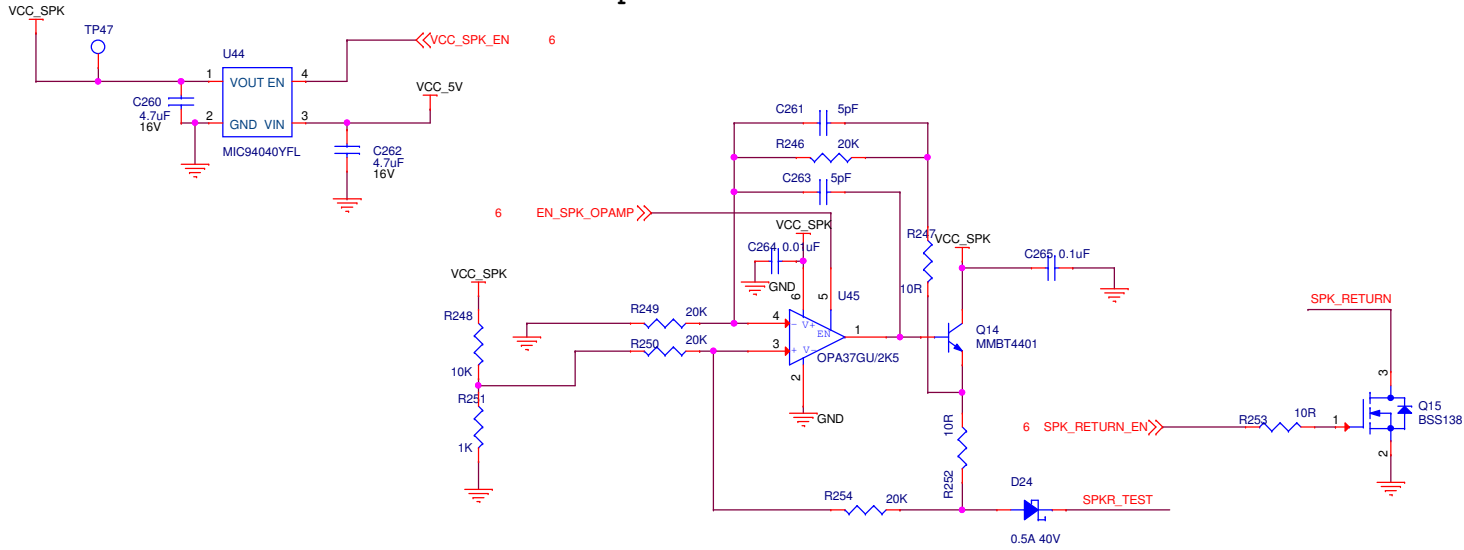 VCC_SPK
TP47
U44
VCC_SPK_EN 6
1 VOUT EN 4
VCC_5V
C260
4.7uF
16V
2 GND VIN 3
MIC94040YFL
C262
4.7uF
16V
C261 5pF
R246 20K
C263 5pF
6 EN_SPK_OPAMP
VCC_SPK
R247
VCC_SPK
C264 0.01uF
C265 0.1uF
VCC_SPK
GND
10R
6 5 U45
SPK_RETURN
R248
R249 20K
4 - V+
EN 1
Q14
MMBT4401
R250 20K
3 + V-
OPA37GU/2K5
10K
2
3
R251
GND
Q15
BSS138
R253 10R
1
6 SPK_RETURN_EN
10R
1K
2
R252
D24
R254 20K
SPKR_TEST
0.5A 40V